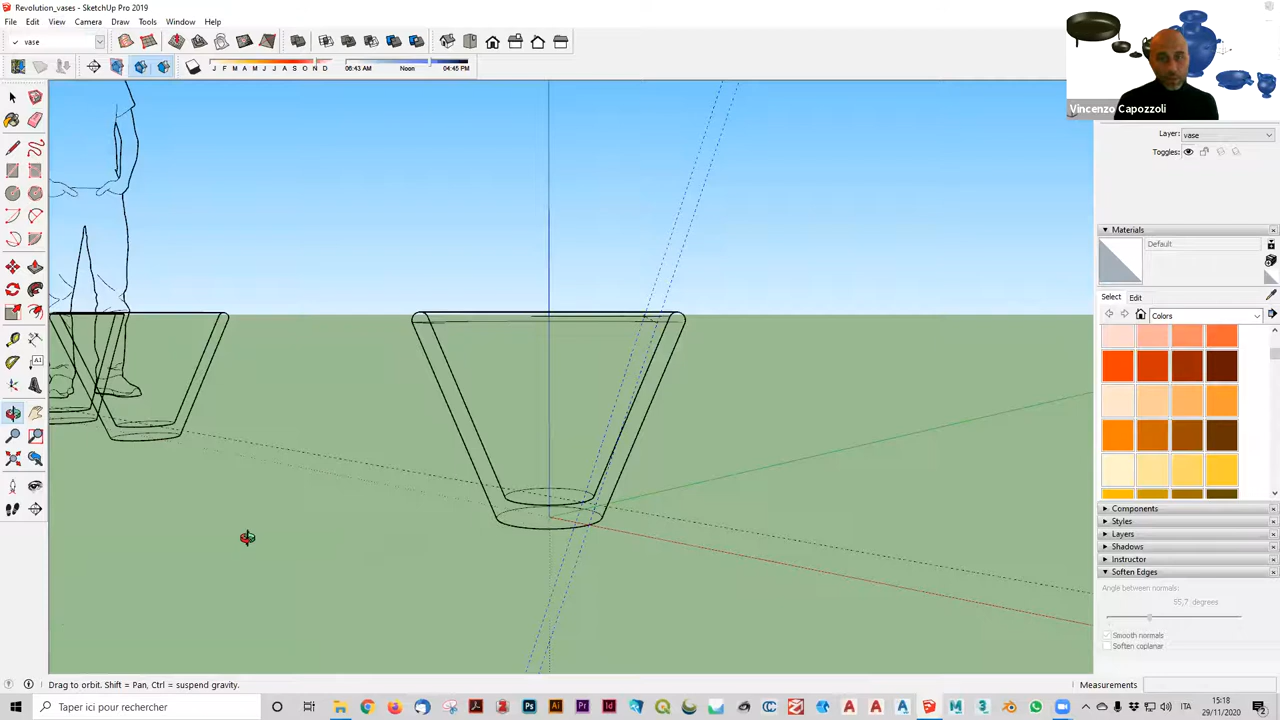 Revolution_vases - SketchUp Pro 2019
File Edit View Camera Draw Tools Window Help
vase
J F M A M J J A S O N D
06:43 AM Noon 04:45 PM
Vincenzo Capozzoli
Layer: vase
Toggles:
Materials
Default
Select Edit
Colors
Components
Styles
Layers
Shadows
Instructor
Soften Edges
Angle between normals:
55,7 degrees
Smooth normals
Soften coplanar
Drag to orbit. Shift = Pan, Ctrl = suspend gravity.
Measurements
Taper ici pour rechercher
ITA
15:18
29/11/2020